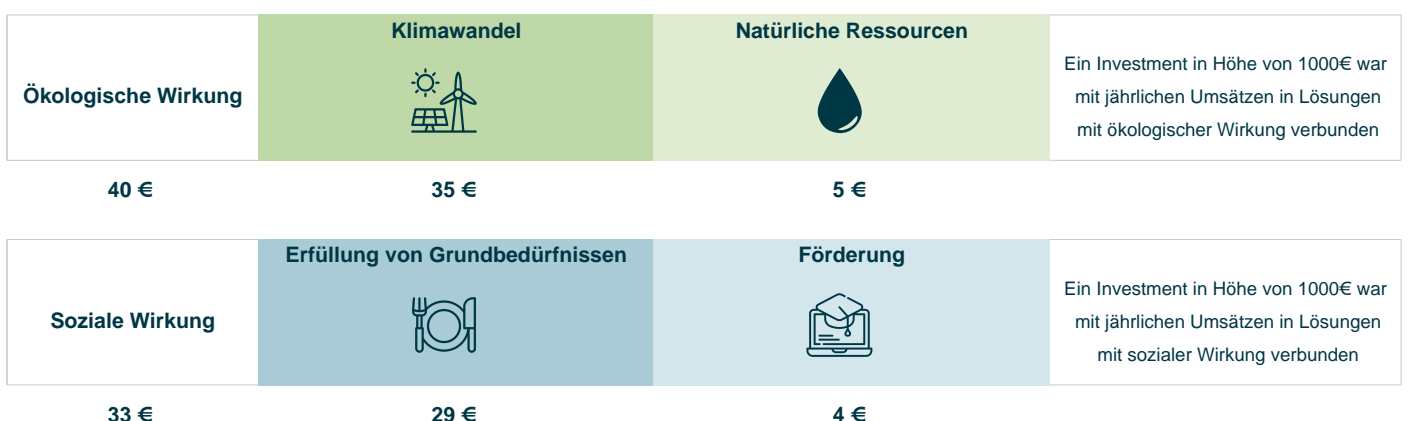 Klimawandel
Natürliche Ressourcen
Ökologische Wirkung
Ein Investment in Höhe von 1000€ war
mit jährlichen Umsätzen in Lösungen
mit ökologischer Wirkung verbunden
40 €
35 €
5 €
Erfüllung von Grundbedürfnissen
Förderung
Soziale Wirkung
Ein Investment in Höhe von 1000€ war
mit jährlichen Umsätzen in Lösungen
mit sozialer Wirkung verbunden
33 €
29 €
4 €